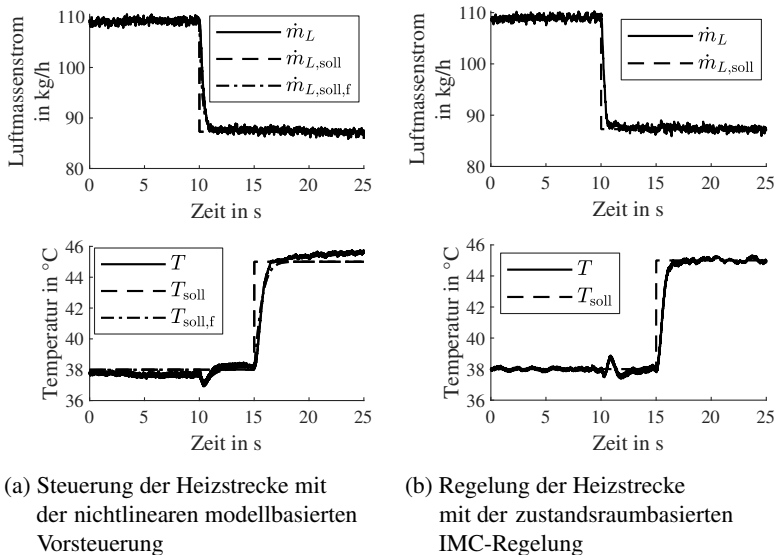 110
100
90
80
Luftmassenstrom
in kg/h
ṁ_L
ṁ_L,soll
ṁ_L,soll,f
0 5 10 15 20 25
Zeit in s
110
100
90
80
Luftmassenstrom
in kg/h
ṁ_L
ṁ_L,soll
0 5 10 15 20 25
Zeit in s
46
44
42
40
38
36
Temperatur in °C
T
T_soll
T_soll,f
0 5 10 15 20 25
Zeit in s
46
44
42
40
38
36
Temperatur in °C
T
T_soll
0 5 10 15 20 25
Zeit in s
(a) Steuerung der Heizstrecke mit
der nichtlinearen modellbasierten
Vorsteuerung
(b) Regelung der Heizstrecke
mit der zustandsraumbasierten
IMC-Regelung